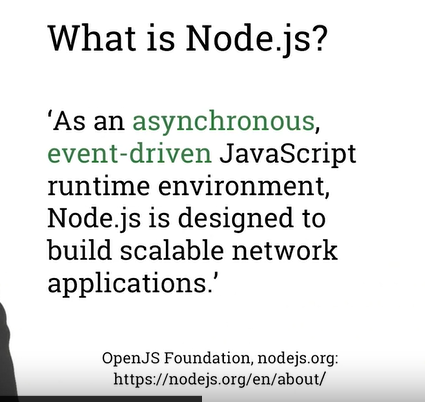 What is Node.js?
‘As an asynchronous,
event-driven JavaScript
runtime environment,
Node.js is designed to
build scalable network
applications.’
OpenJS Foundation, nodejs.org:
https://nodejs.org/en/about/